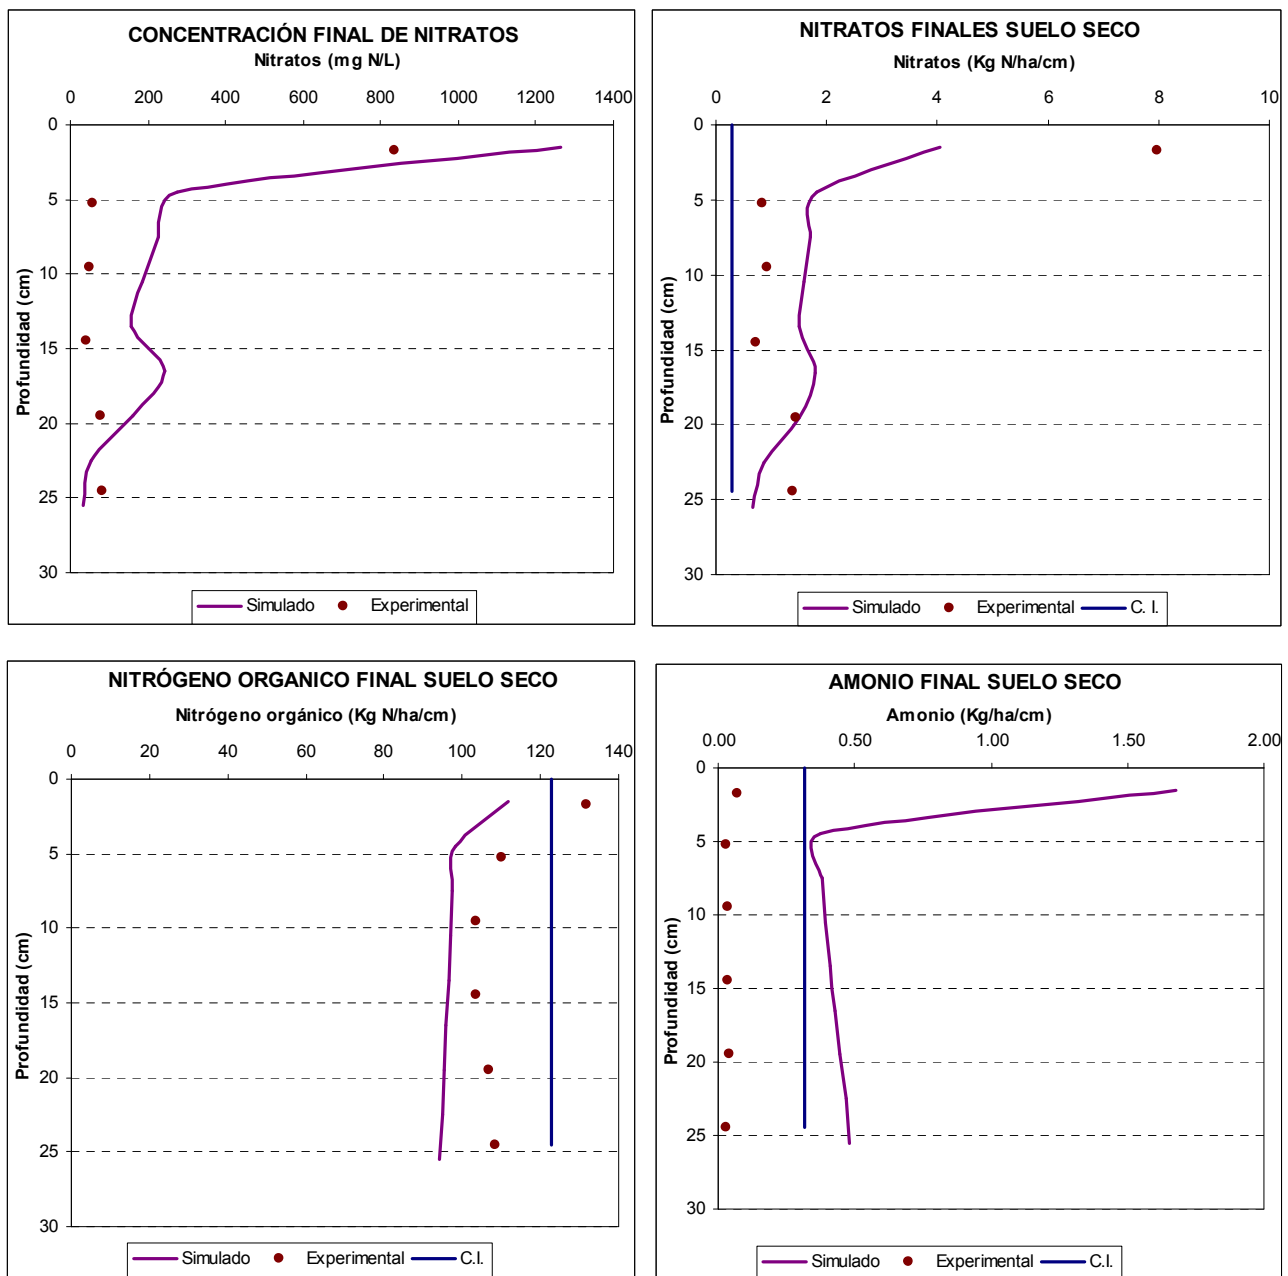 CONCENTRACIÓN FINAL DE NITRATOS
Nitratos (mg N/L)
0 200 400 600 800 1000 1200 1400
0
5
10
15
20
25
30
Profundidad (cm)
Simulado Experimental
NITRATOS FINALES SUELO SECO
Nitratos (Kg N/ha/cm)
0 2 4 6 8 10
0
5
10
15
20
25
30
Profundidad (cm)
Simulado Experimental C. I.
NITRÓGENO ORGANICO FINAL SUELO SECO
Nitrógeno orgánico (Kg N/ha/cm)
0 20 40 60 80 100 120 140
0
5
10
15
20
25
30
Profundidad (cm)
Simulado Experimental C.I.
AMONIO FINAL SUELO SECO
Amonio (Kg/ha/cm)
0.00 0.50 1.00 1.50 2.00
0
5
10
15
20
25
30
Profundidad (cm)
Simulado Experimental C.I.